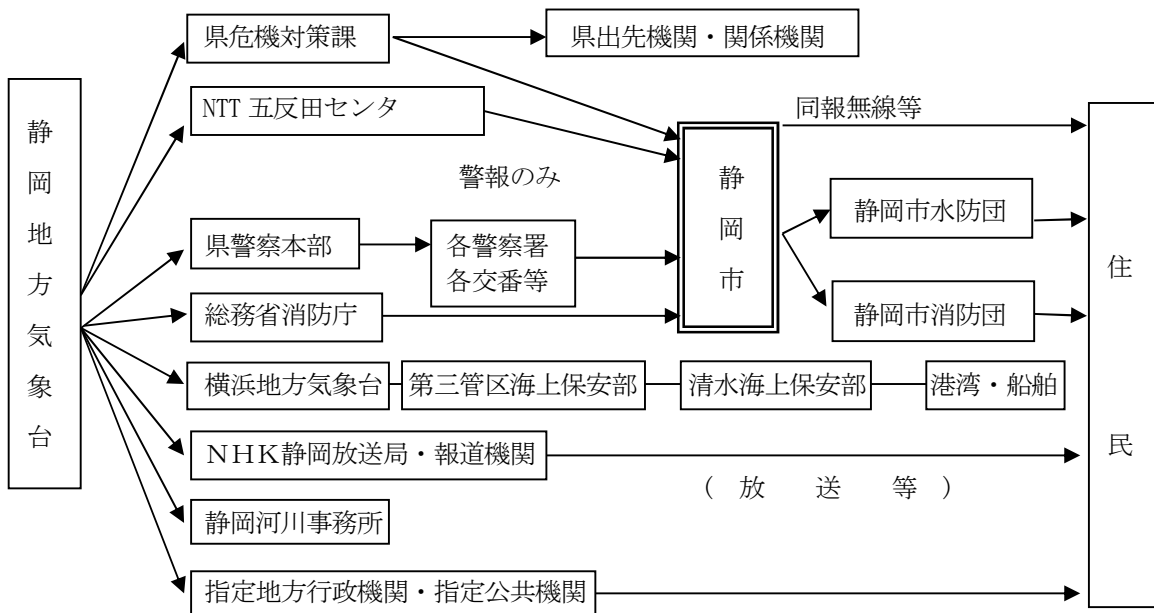 静岡地方気象台
県危機対策課
県出先機関・関係機関
NTT 五反田センタ
警報のみ
県警察本部
各警察署
各交番等
総務省消防庁
静岡市
同報無線等
静岡市水防団
静岡市消防団
住民
横浜地方気象台
第三管区海上保安部
清水海上保安部
港湾・船舶
ＮＨＫ静岡放送局・報道機関
（ 放 送 等 ）
静岡河川事務所
指定地方行政機関・指定公共機関